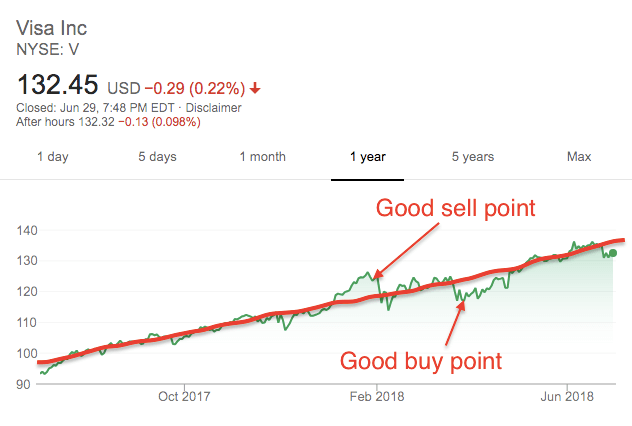 Visa Inc
NYSE: V
132.45 USD −0.29 (0.22%)
Closed: Jun 29, 7:48 PM EDT · Disclaimer
After hours 132.32 −0.13 (0.098%)
1 day 5 days 1 month 1 year 5 years Max
Good sell point
140
130
120
110
100
90
Good buy point
Oct 2017 Feb 2018 Jun 2018